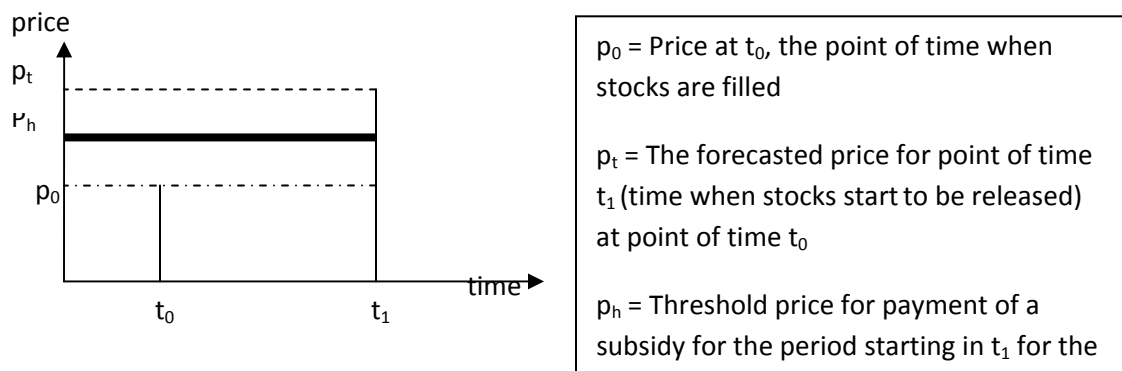 price
pₜ
Pₕ
p₀
t₀
t₁
time
p₀ = Price at t₀, the point of time when
stocks are filled
pₜ = The forecasted price for point of time
t₁ (time when stocks start to be released)
at point of time t₀
pₕ = Threshold price for payment of a
subsidy for the period starting in t₁ for the